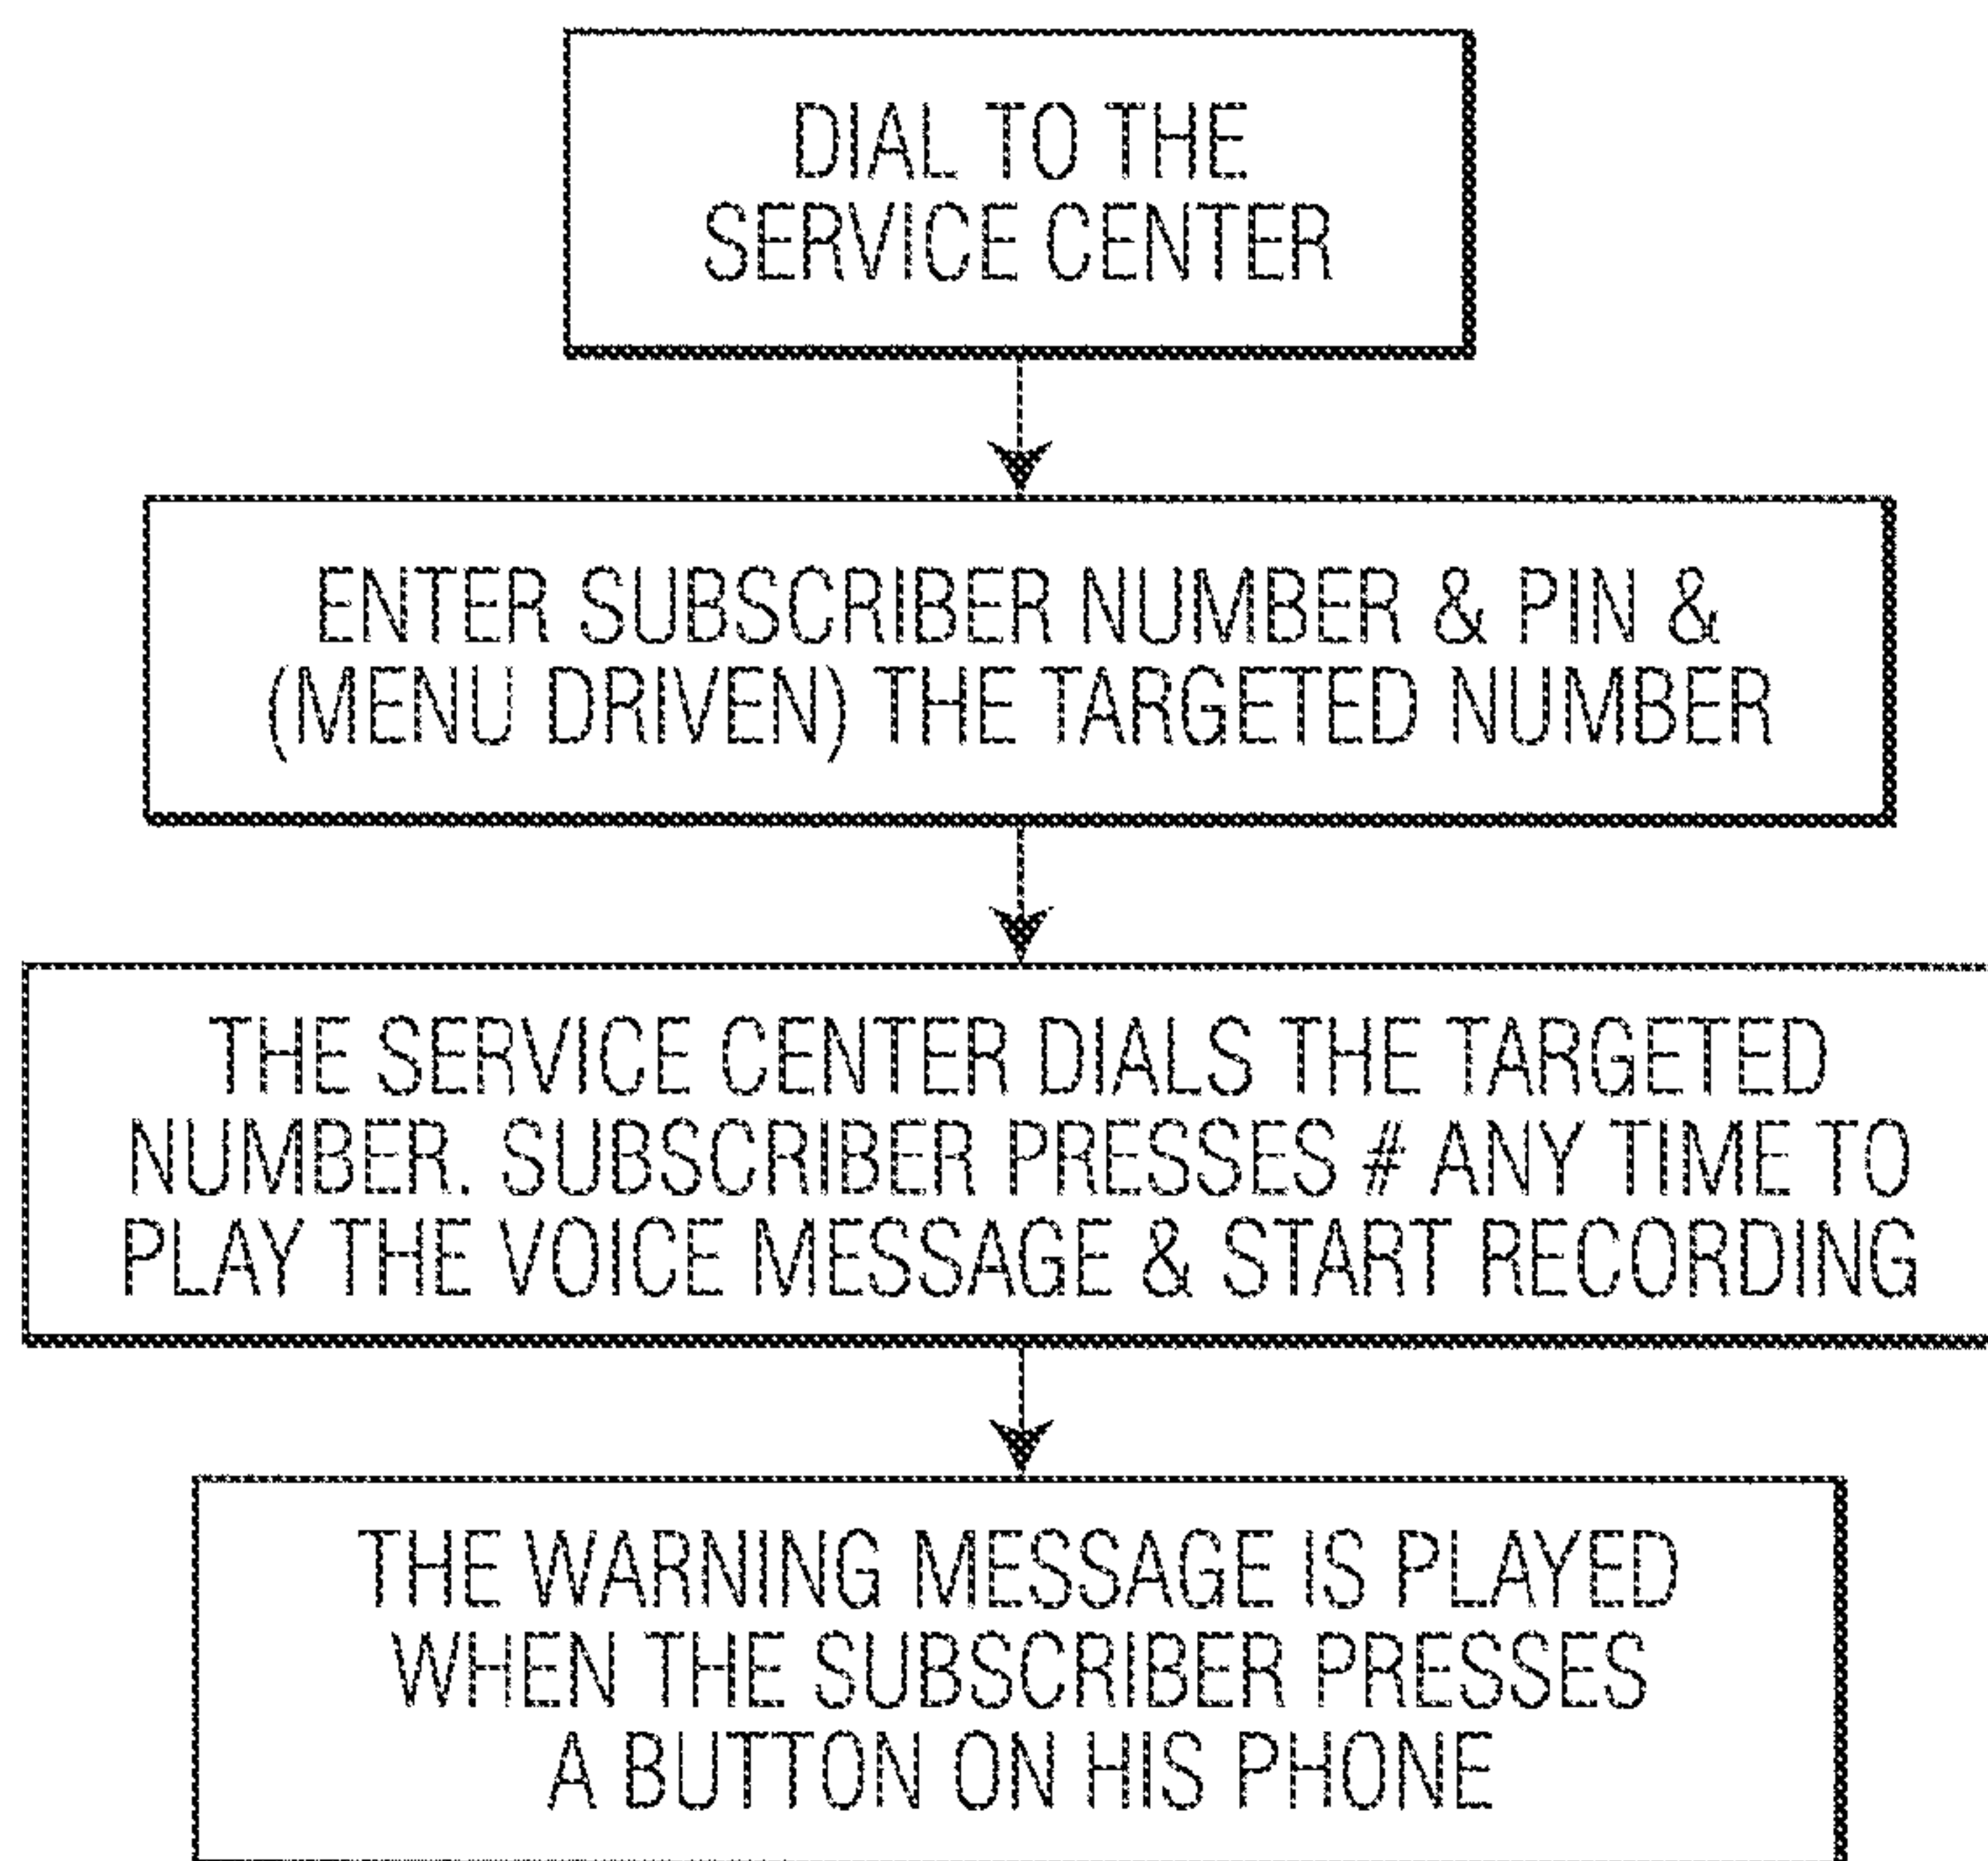 DIAL TO THE
SERVICE CENTER
ENTER SUBSCRIBER NUMBER & PIN &
(MENU DRIVEN) THE TARGETED NUMBER
THE SERVICE CENTER DIALS THE TARGETED
NUMBER. SUBSCRIBER PRESSES # ANY TIME TO
PLAY THE VOICE MESSAGE & START RECORDING
THE WARNING MESSAGE IS PLAYED
WHEN THE SUBSCRIBER PRESSES
A BUTTON ON HIS PHONE